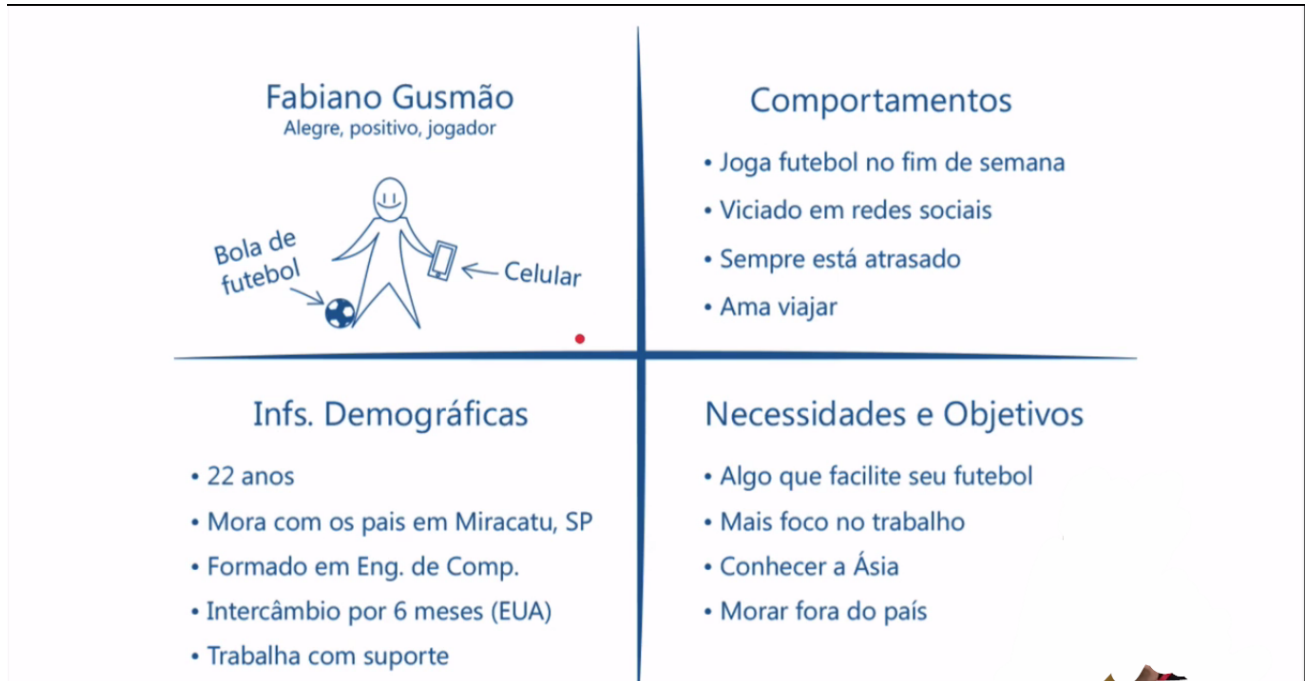 Fabiano Gusmão
Alegre, positivo, jogador
Bola de
futebol
Celular
Comportamentos
• Joga futebol no fim de semana
• Viciado em redes sociais
• Sempre está atrasado
• Ama viajar
Infs. Demográficas
• 22 anos
• Mora com os pais em Miracatu, SP
• Formado em Eng. de Comp.
• Intercâmbio por 6 meses (EUA)
• Trabalha com suporte
Necessidades e Objetivos
• Algo que facilite seu futebol
• Mais foco no trabalho
• Conhecer a Ásia
• Morar fora do país